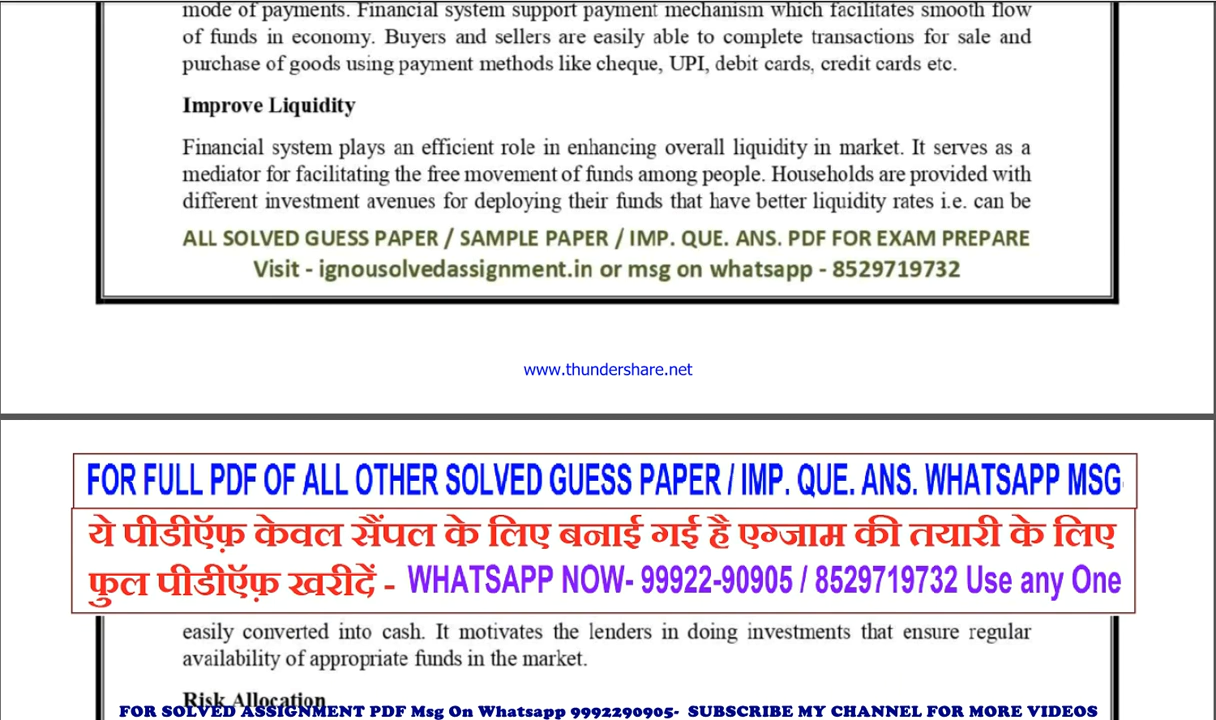 mode of payments. Financial system support payment mechanism which facilitates smooth flow
of funds in economy. Buyers and sellers are easily able to complete transactions for sale and
purchase of goods using payment methods like cheque, UPI, debit cards, credit cards etc.
Improve Liquidity
Financial system plays an efficient role in enhancing overall liquidity in market. It serves as a
mediator for facilitating the free movement of funds among people. Households are provided with
different investment avenues for deploying their funds that have better liquidity rates i.e. can be
ALL SOLVED GUESS PAPER / SAMPLE PAPER / IMP. QUE. ANS. PDF FOR EXAM PREPARE
Visit - ignousolvedassignment.in or msg on whatsapp - 8529719732
www.thundershare.net
FOR FULL PDF OF ALL OTHER SOLVED GUESS PAPER / IMP. QUE. ANS. WHATSAPP MSG
ये पीडीऍफ़ केवल सैंपल के लिए बनाई गई है एग्जाम की तयारी के लिए
फुल पीडीऍफ़ खरीदें - WHATSAPP NOW- 99922-90905 / 8529719732 Use any One
easily converted into cash. It motivates the lenders in doing investments that ensure regular
availability of appropriate funds in the market.
Risk Allocation
FOR SOLVED ASSIGNMENT PDF Msg On Whatsapp 9992290905- SUBSCRIBE MY CHANNEL FOR MORE VIDEOS